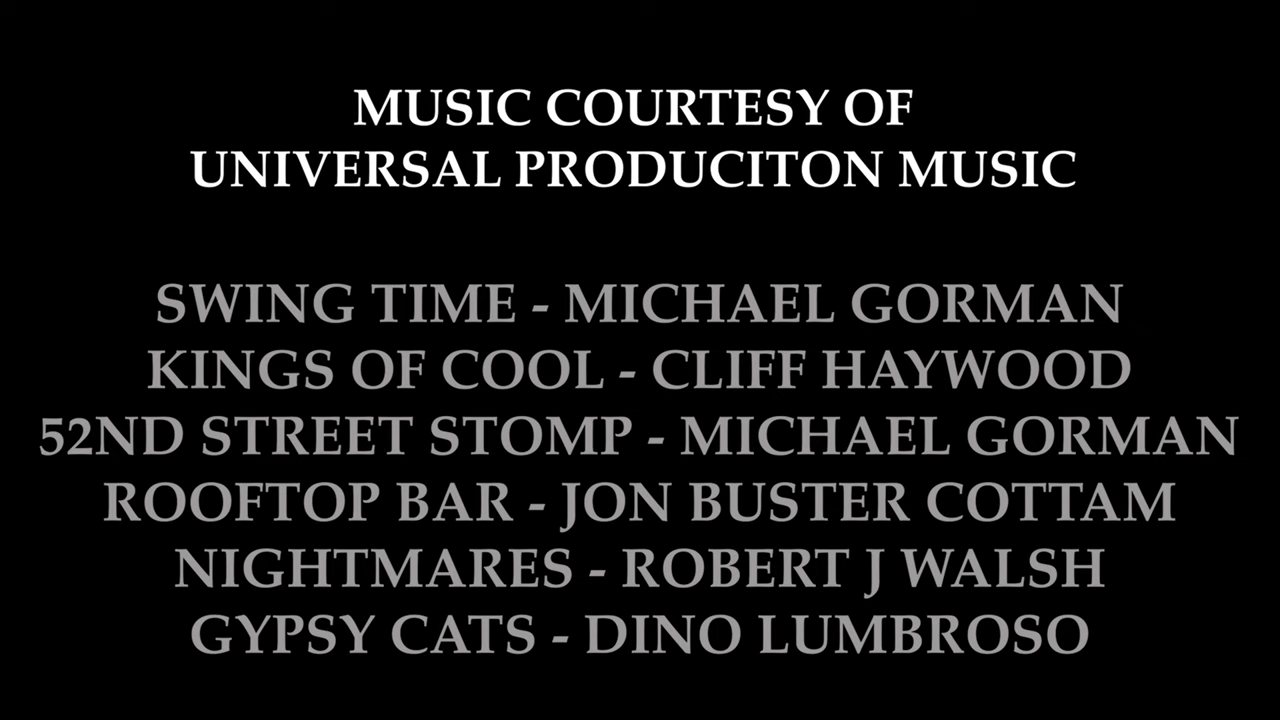 MUSIC COURTESY OF
UNIVERSAL PRODUCITON MUSIC
SWING TIME - MICHAEL GORMAN
KINGS OF COOL - CLIFF HAYWOOD
52ND STREET STOMP - MICHAEL GORMAN
ROOFTOP BAR - JON BUSTER COTTAM
NIGHTMARES - ROBERT J WALSH
GYPSY CATS - DINO LUMBROSO